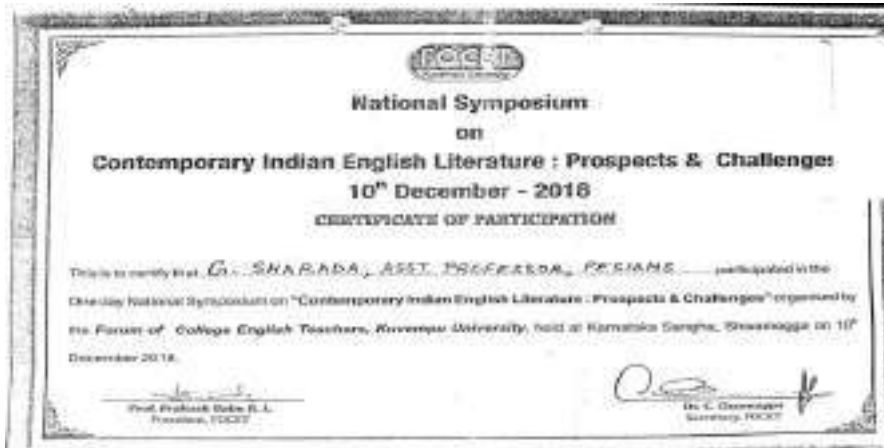 National Symposium
on
Contemporary Indian English Literature : Prospects & Challenges
10th December - 2018
CERTIFICATE OF PARTICIPATION
This is to certify that G. SHARADA, ASST. PROFESSOR, PESIAMS participated in the
One day National Symposium on "Contemporary Indian English Literature : Prospects & Challenges" organised by
the Forum of College English Teachers, Kuvempu University, held at Karnataka Sangha, Shivamogga on 10th
December 2018.
Prof. Prakash Babu
President, FOCET
Secretary, FOCET